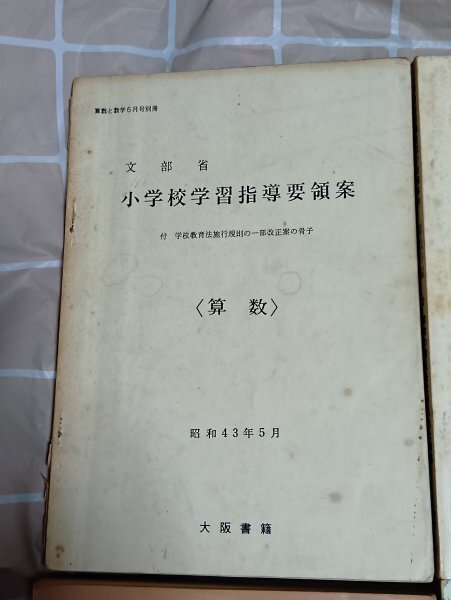 算数と数学6月号別冊
文部省
小学校学習指導要領案
付 学校教育法施行規則の一部改正案の骨子
〈算数〉
昭和43年5月
大阪書籍